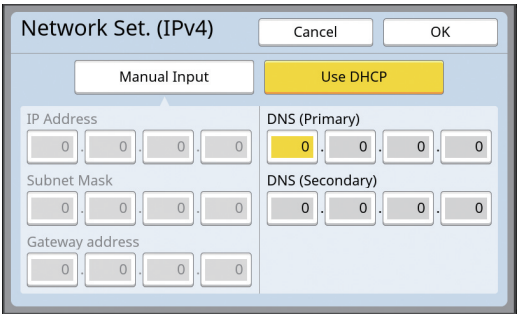 Network Set. (IPv4)
Cancel
OK
Manual Input
Use DHCP
IP Address
0 . 0 . 0 . 0
Subnet Mask
0 . 0 . 0 . 0
Gateway address
0 . 0 . 0 . 0
DNS (Primary)
0 . 0 . 0 . 0
DNS (Secondary)
0 . 0 . 0 . 0